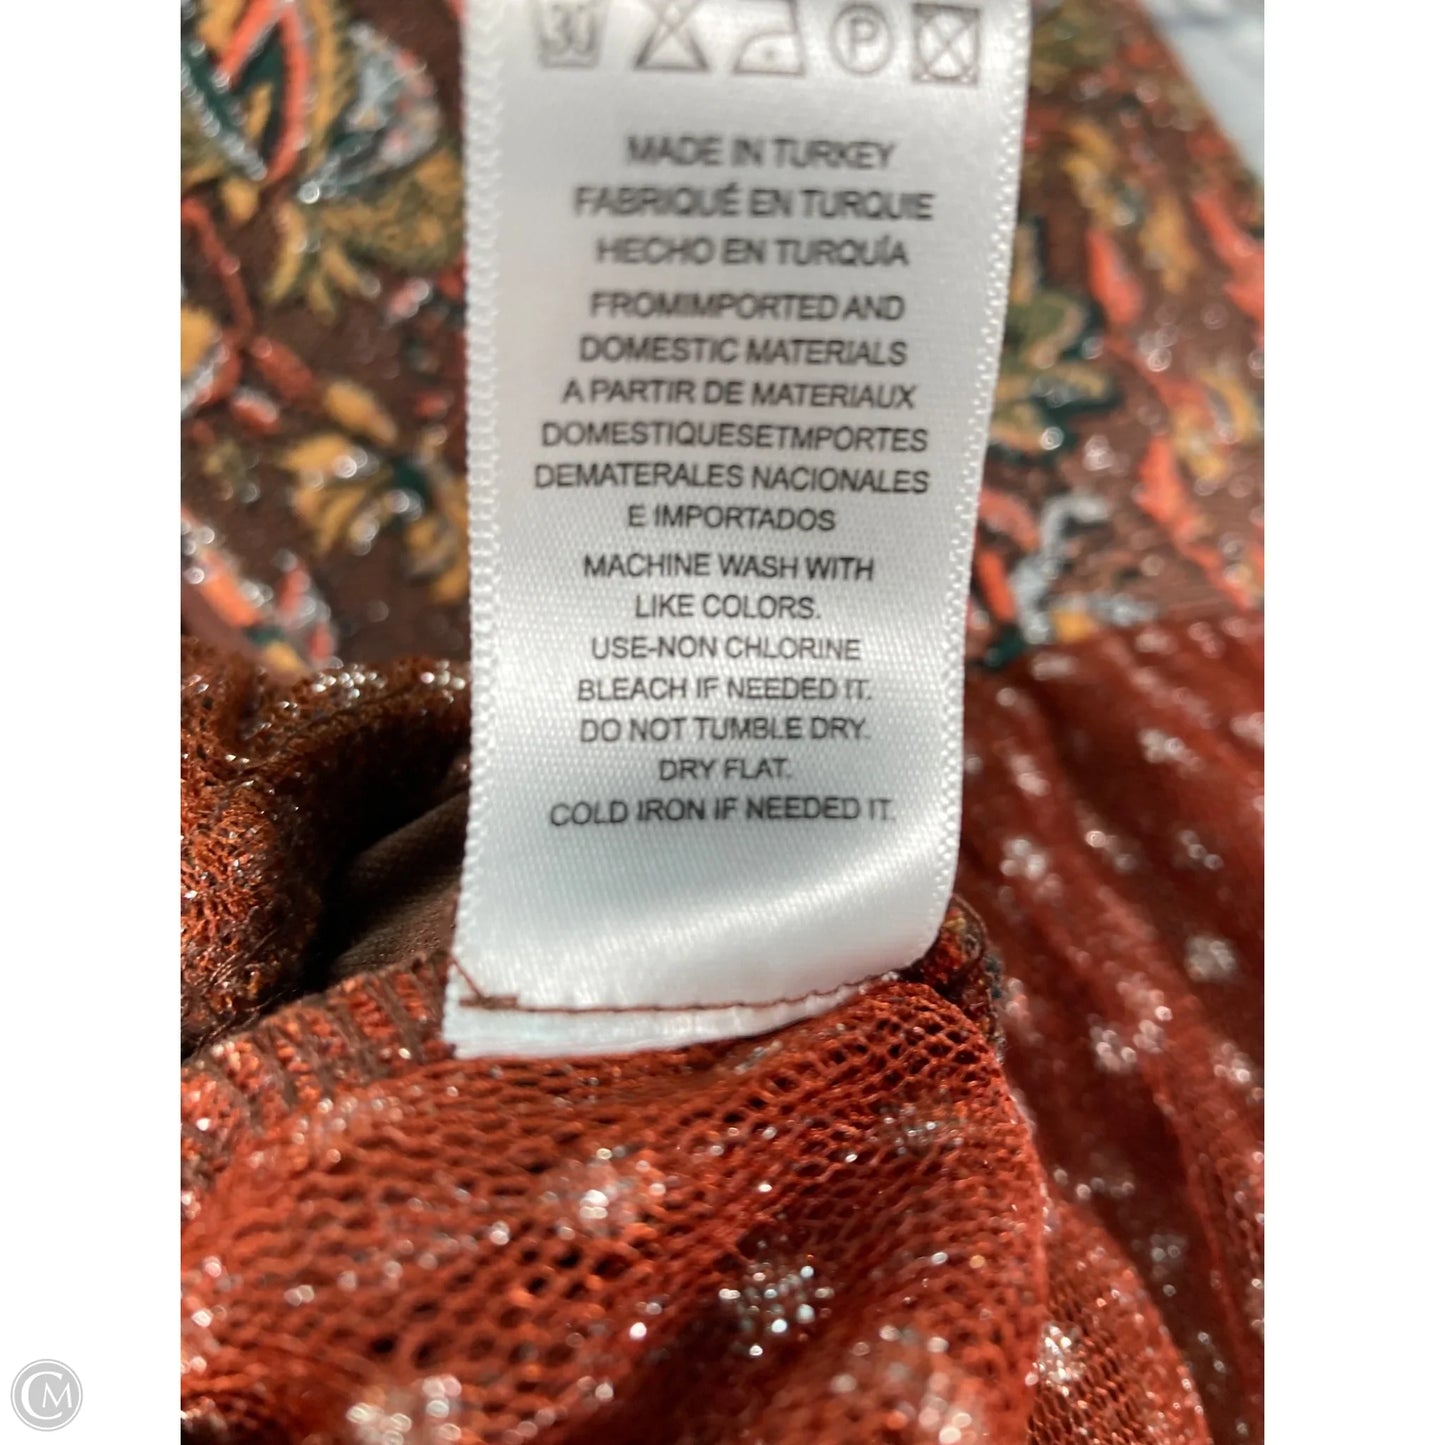 30 P
MADE IN TURKEY
FABRIQUÉ EN TURQUIE
HECHO EN TURQUÍA
FROMIMPORTED AND
DOMESTIC MATERIALS
A PARTIR DE MATERIAUX
DOMESTIQUESETMPORTES
DEMATERALES NACIONALES
E IMPORTADOS
MACHINE WASH WITH
LIKE COLORS.
USE-NON CHLORINE
BLEACH IF NEEDED IT.
DO NOT TUMBLE DRY.
DRY FLAT.
COLD IRON IF NEEDED IT.
CM